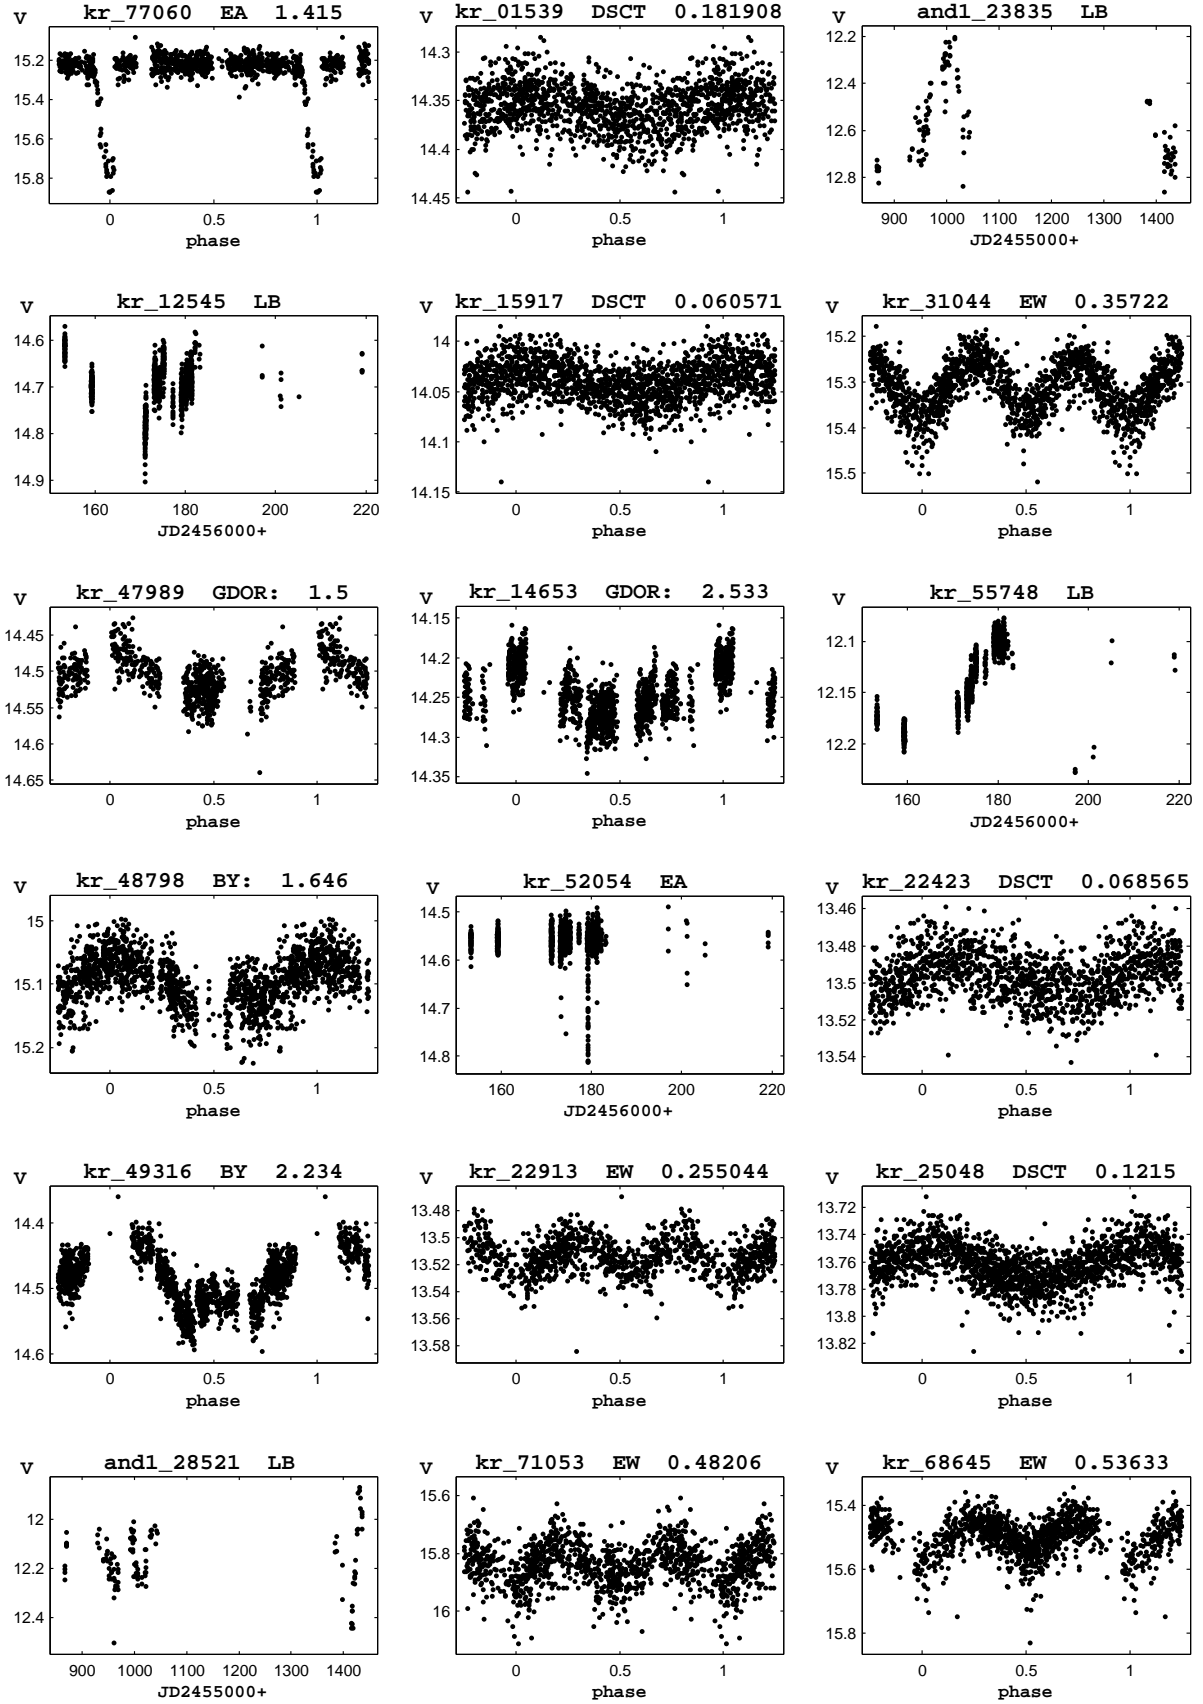 kr_77060 EA 1.415
V
15.2
15.4
15.6
15.8
0 0.5 1
phase
kr_01539 DSCT 0.181908
V
14.3
14.35
14.4
14.45
0 0.5 1
phase
and1_23835 LB
V
12.2
12.4
12.6
12.8
900 1000 1100 1200 1300 1400
JD2455000+
kr_12545 LB
V
14.6
14.7
14.8
14.9
160 180 200 220
JD2456000+
kr_15917 DSCT 0.060571
V
14
14.05
14.1
14.15
0 0.5 1
phase
kr_31044 EW 0.35722
V
15.2
15.3
15.4
15.5
0 0.5 1
phase
kr_47989 GDOR: 1.5
V
14.45
14.5
14.55
14.6
14.65
0 0.5 1
phase
kr_14653 GDOR: 2.533
V
14.15
14.2
14.25
14.3
14.35
0 0.5 1
phase
kr_55748 LB
V
12.1
12.15
12.2
160 180 200 220
JD2456000+
kr_48798 BY: 1.646
V
15
15.1
15.2
0 0.5 1
phase
kr_52054 EA
V
14.5
14.6
14.7
14.8
160 180 200 220
JD2456000+
kr_22423 DSCT 0.068565
V
13.46
13.48
13.5
13.52
13.54
0 0.5 1
phase
kr_49316 BY 2.234
V
14.4
14.5
14.6
0 0.5 1
phase
kr_22913 EW 0.255044
V
13.48
13.5
13.52
13.54
13.56
13.58
0 0.5 1
phase
kr_25048 DSCT 0.1215
V
13.72
13.74
13.76
13.78
13.8
13.82
0 0.5 1
phase
and1_28521 LB
V
12
12.2
12.4
900 1000 1100 1200 1300 1400
JD2455000+
kr_71053 EW 0.48206
V
15.6
15.8
16
0 0.5 1
phase
kr_68645 EW 0.53633
V
15.4
15.6
15.8
0 0.5 1
phase